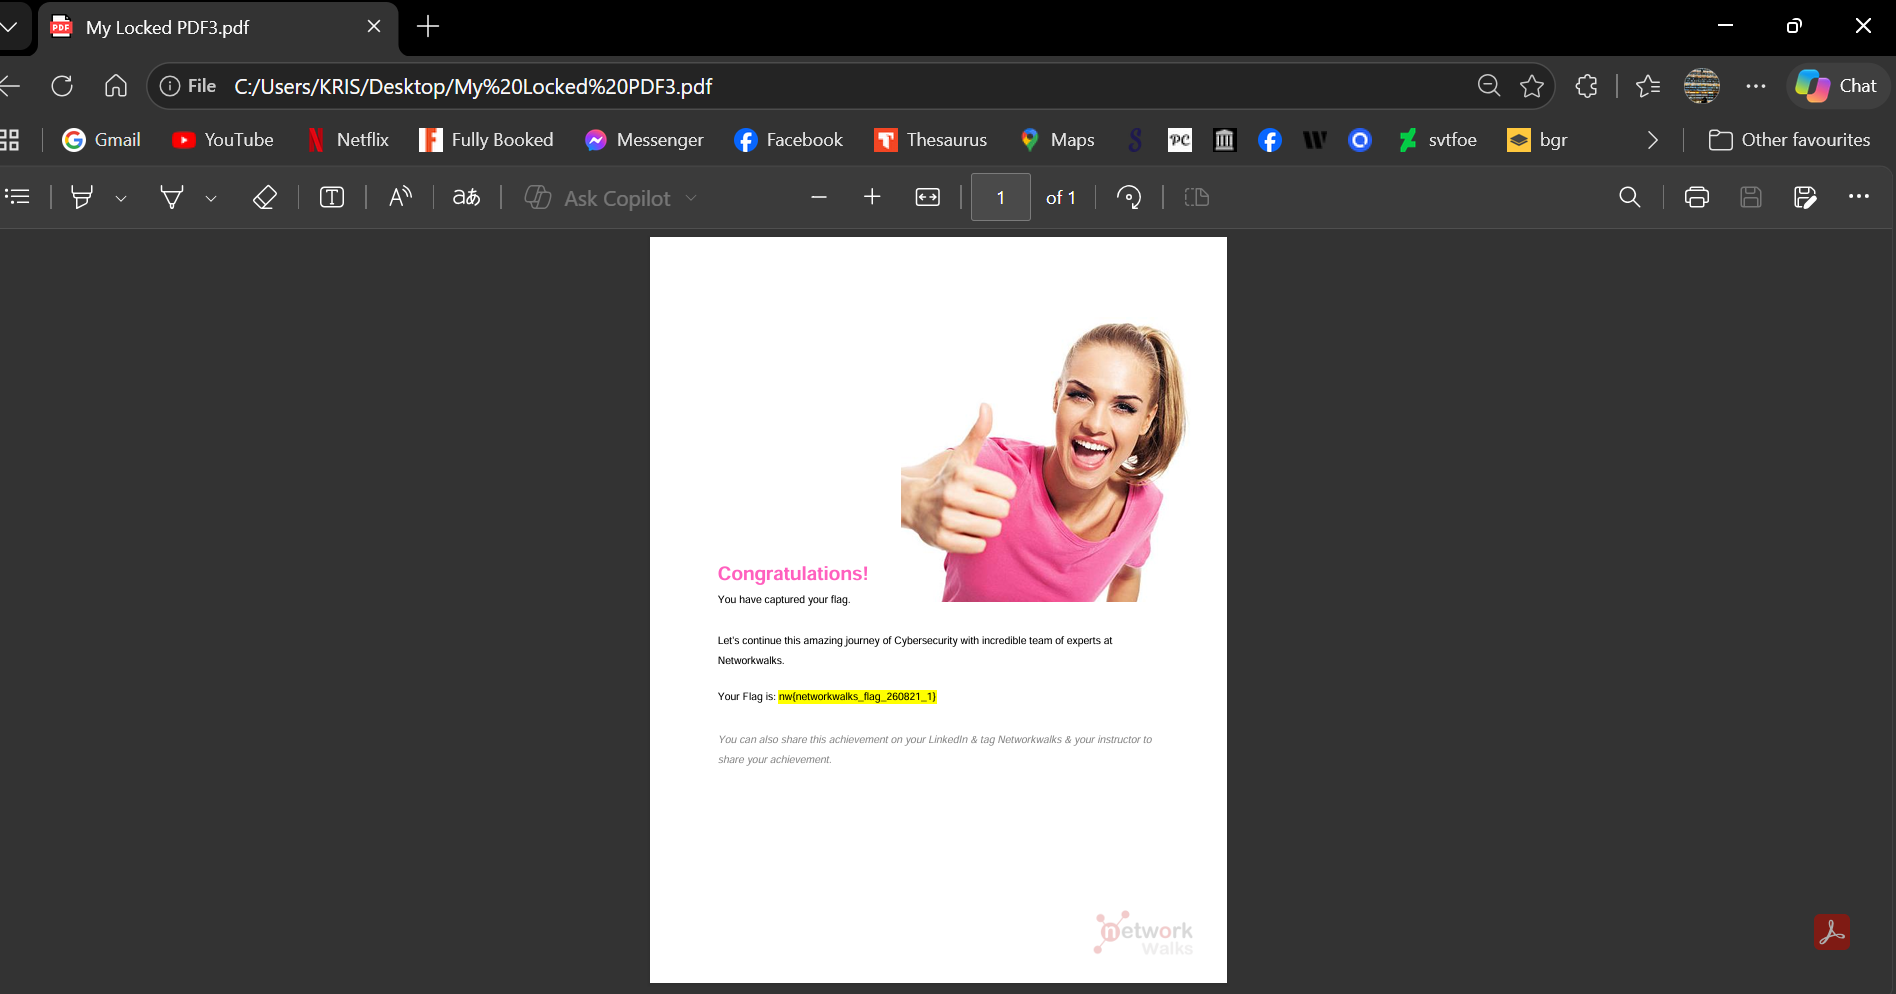 My Locked PDF3.pdf
File C:/Users/KRIS/Desktop/My%20Locked%20PDF3.pdf
Chat
Gmail YouTube Netflix Fully Booked Messenger Facebook Thesaurus Maps svtfoe bgr Other favourites
Ask Copilot 1 of 1
Congratulations!
You have captured your flag.
Let's continue this amazing journey of Cybersecurity with incredible team of experts at
Networkwalks.
Your Flag is: nw{networkwalks_flag_260821_1}
You can also share this achievement on your LinkedIn & tag Networkwalks & your instructor to
share your achievement.
network
Walks